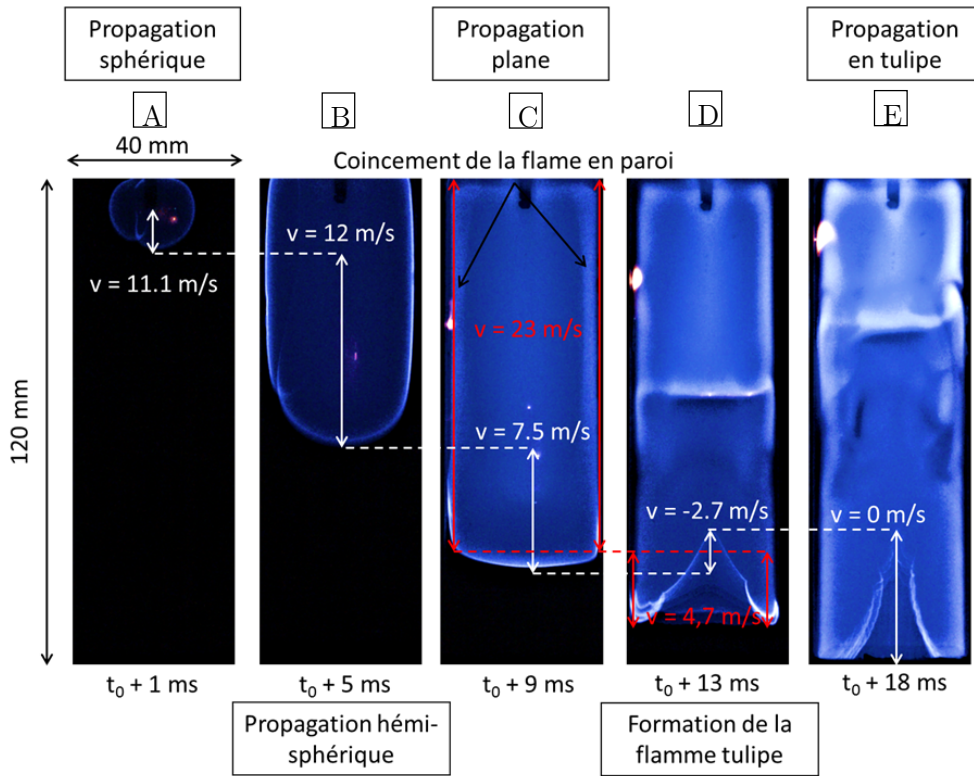 Propagation
sphérique
Propagation
plane
Propagation
en tulipe
A
B
C
D
E
40 mm
Coincement de la flame en paroi
120 mm
v = 11.1 m/s
v = 12 m/s
v = 23 m/s
v = 7.5 m/s
v = -2.7 m/s
v = 4,7 m/s
v = 0 m/s
t₀ + 1 ms
t₀ + 5 ms
t₀ + 9 ms
t₀ + 13 ms
t₀ + 18 ms
Propagation hémi-
sphérique
Formation de la
flamme tulipe